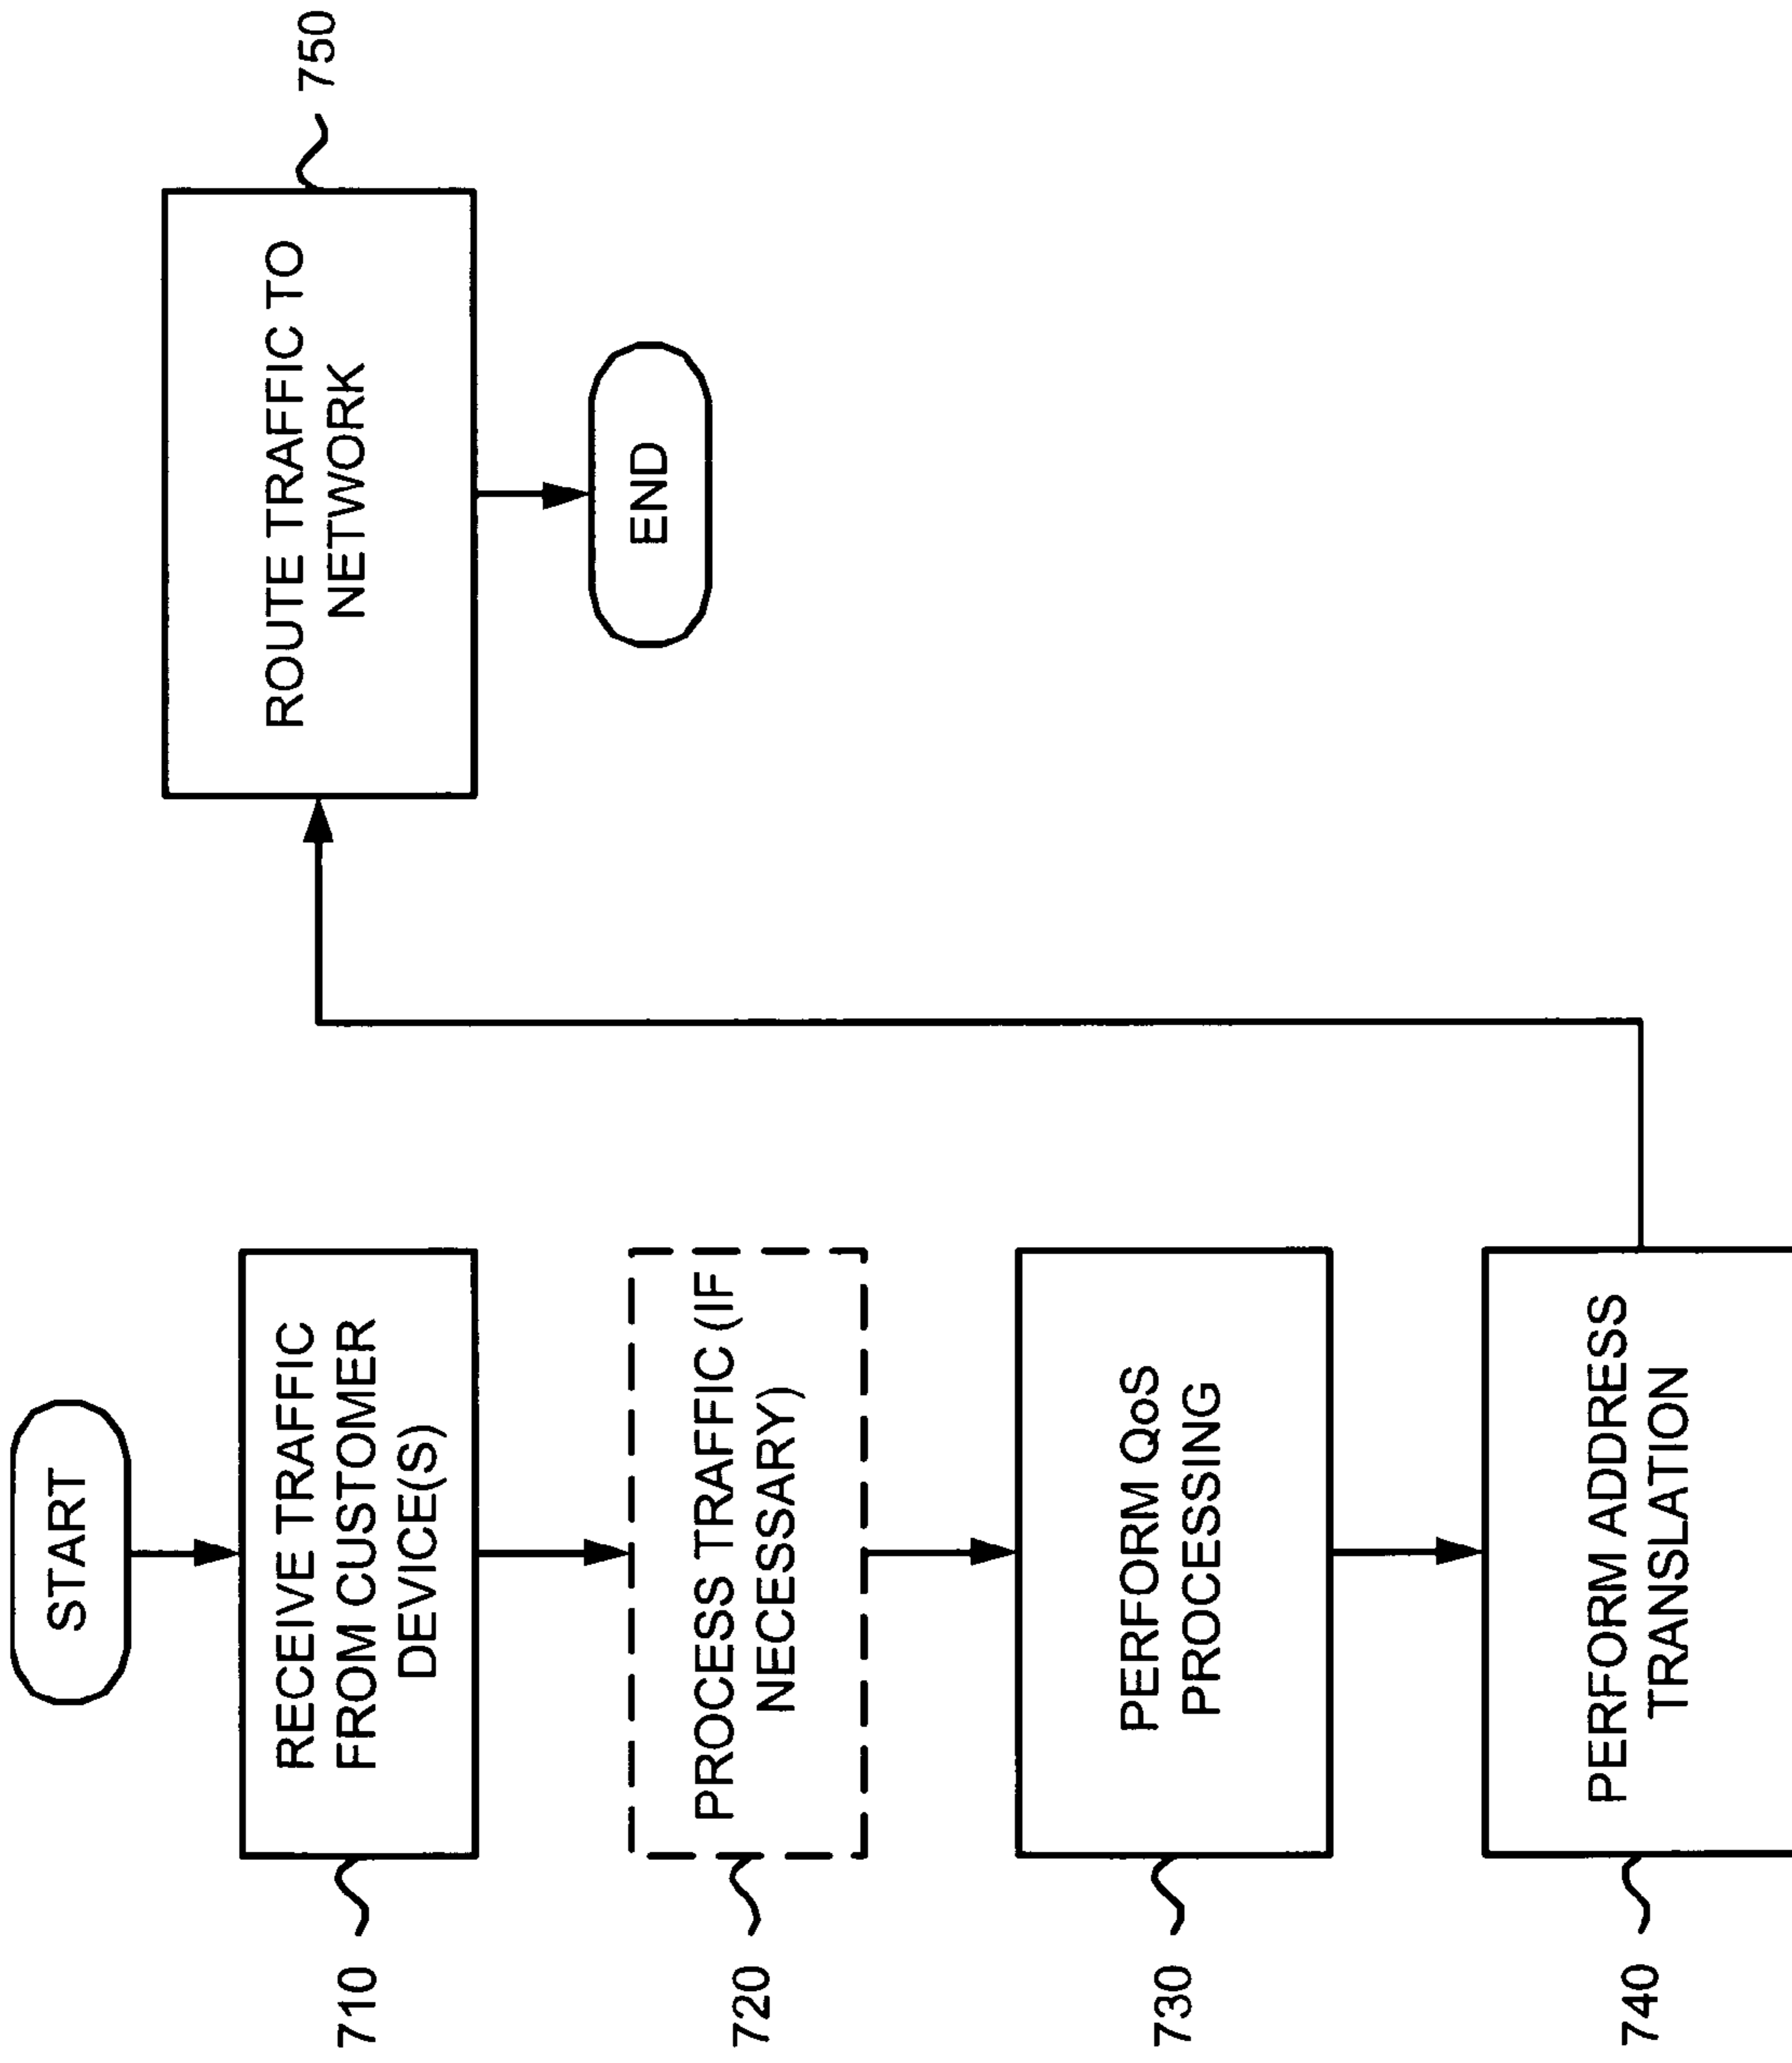 START
RECEIVE TRAFFIC
FROM CUSTOMER
DEVICE(S)
710
PROCESS TRAFFIC (IF
NECESSARY)
720
PERFORM QoS
PROCESSING
730
PERFORM ADDRESS
TRANSLATION
740
ROUTE TRAFFIC TO
NETWORK
750
END